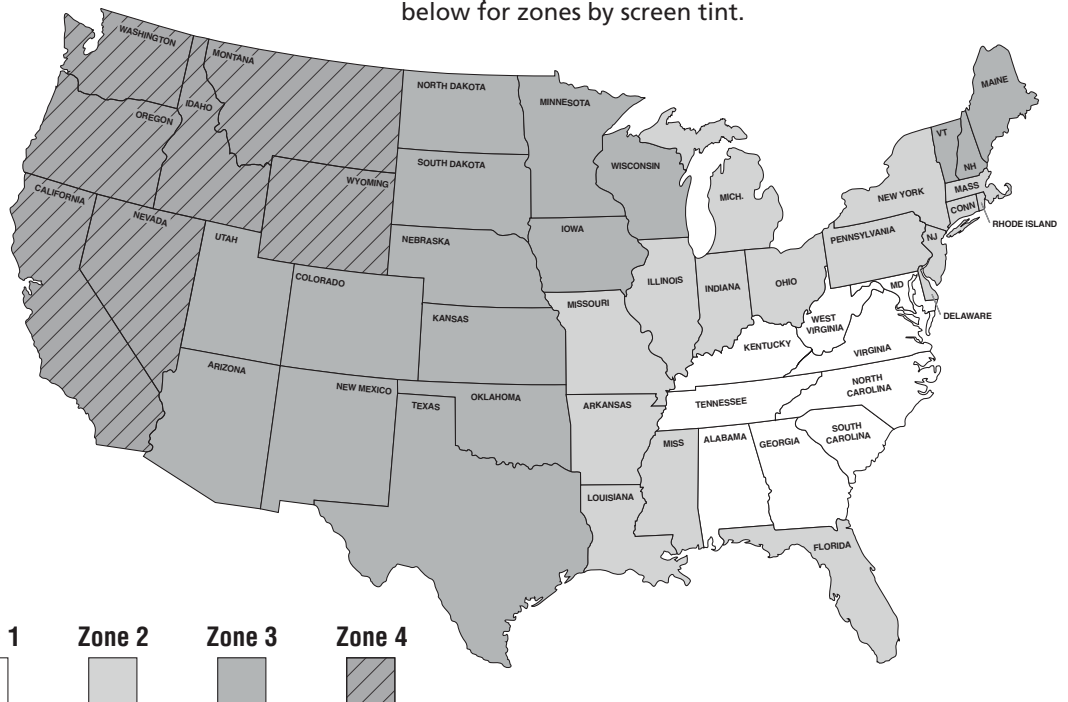 below for zones by screen tint.
WASHINGTON
MONTANA
NORTH DAKOTA
MINNESOTA
MAINE
IDAHO
OREGON
VT
NH
SOUTH DAKOTA
WISCONSIN
WYOMING
MICH.
NEW YORK
MASS
CONN
RHODE ISLAND
CALIFORNIA
NEVADA
UTAH
NEBRASKA
IOWA
PENNSYLVANIA
NJ
COLORADO
ILLINOIS
INDIANA
OHIO
MD
DELAWARE
KANSAS
MISSOURI
WEST
VIRGINIA
KENTUCKY
VIRGINIA
ARIZONA
NEW MEXICO
OKLAHOMA
TEXAS
ARKANSAS
TENNESSEE
NORTH
CAROLINA
SOUTH
CAROLINA
MISS
ALABAMA
GEORGIA
LOUISIANA
FLORIDA
1
Zone 2
Zone 3
Zone 4